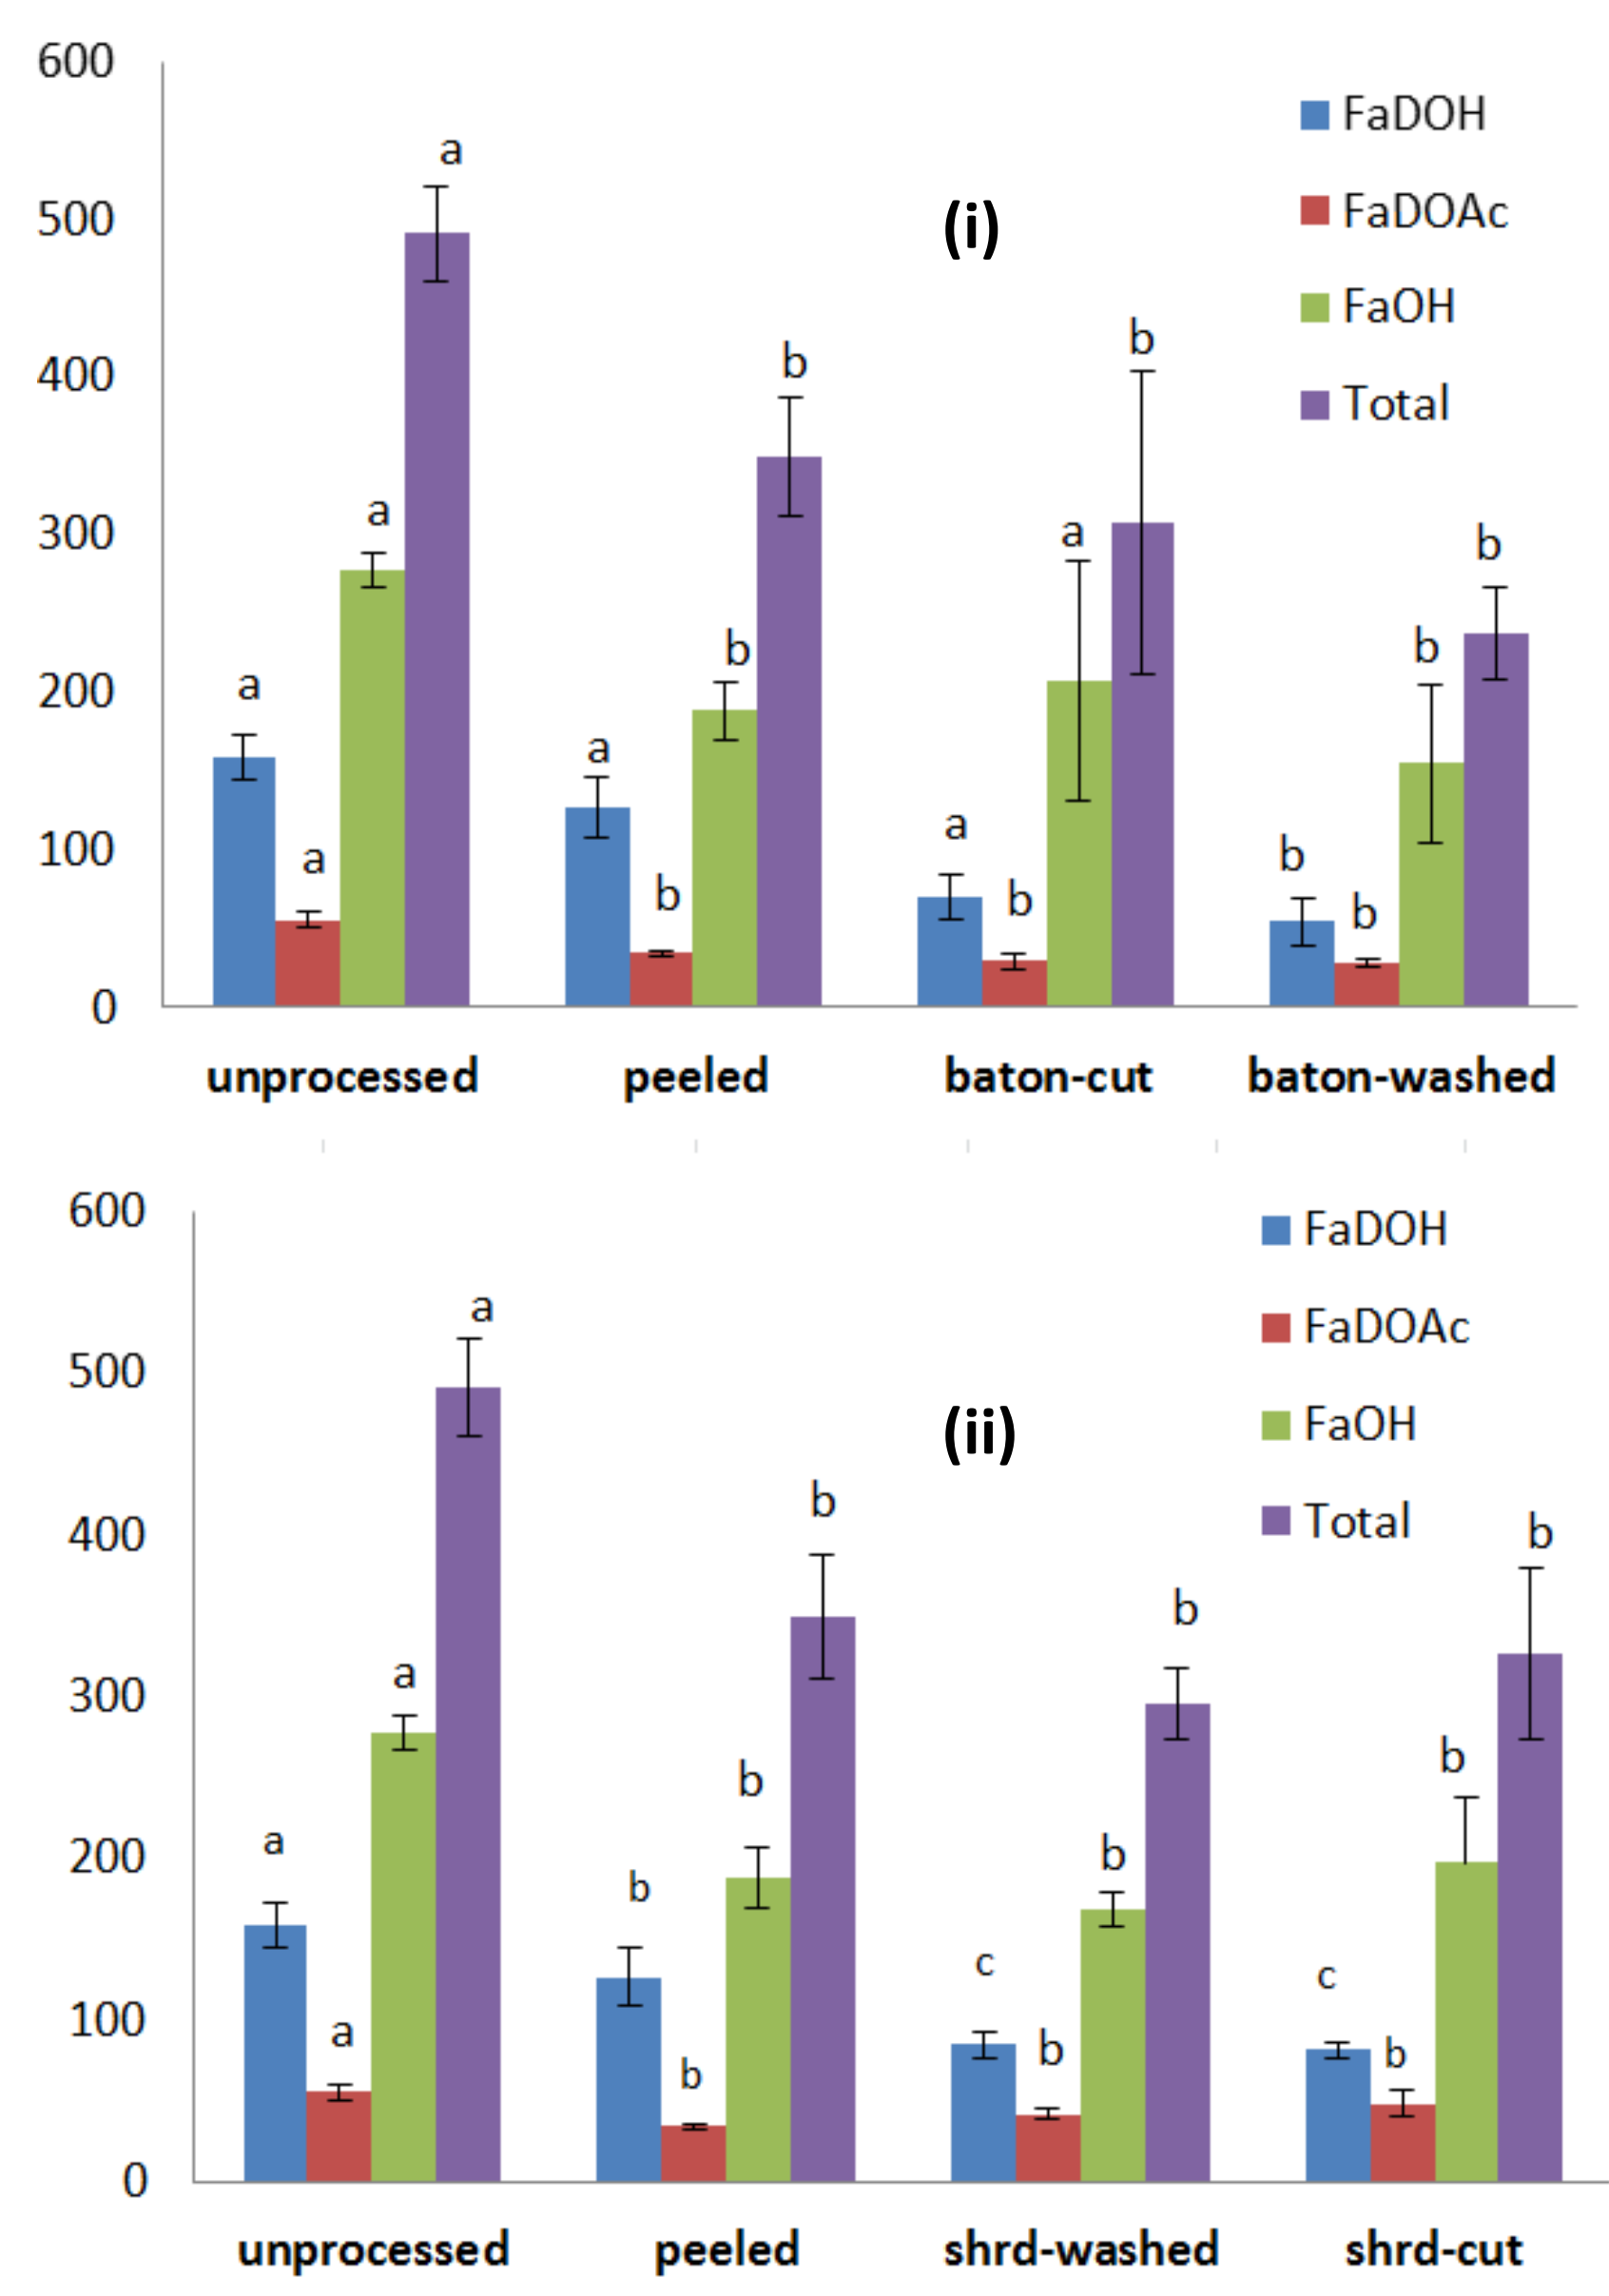 600
500
400
300
200
100
0
(i)
FaDOH
FaDOAc
FaOH
Total
a
a
a
a
a
b
b
b
a
b
a
b
b
b
b
b
unprocessed peeled baton-cut baton-washed
600
500
400
300
200
100
0
(ii)
FaDOH
FaDOAc
FaOH
Total
a
a
a
a
b
b
b
b
c
b
b
b
c
b
b
b
unprocessed peeled shrd-washed shrd-cut